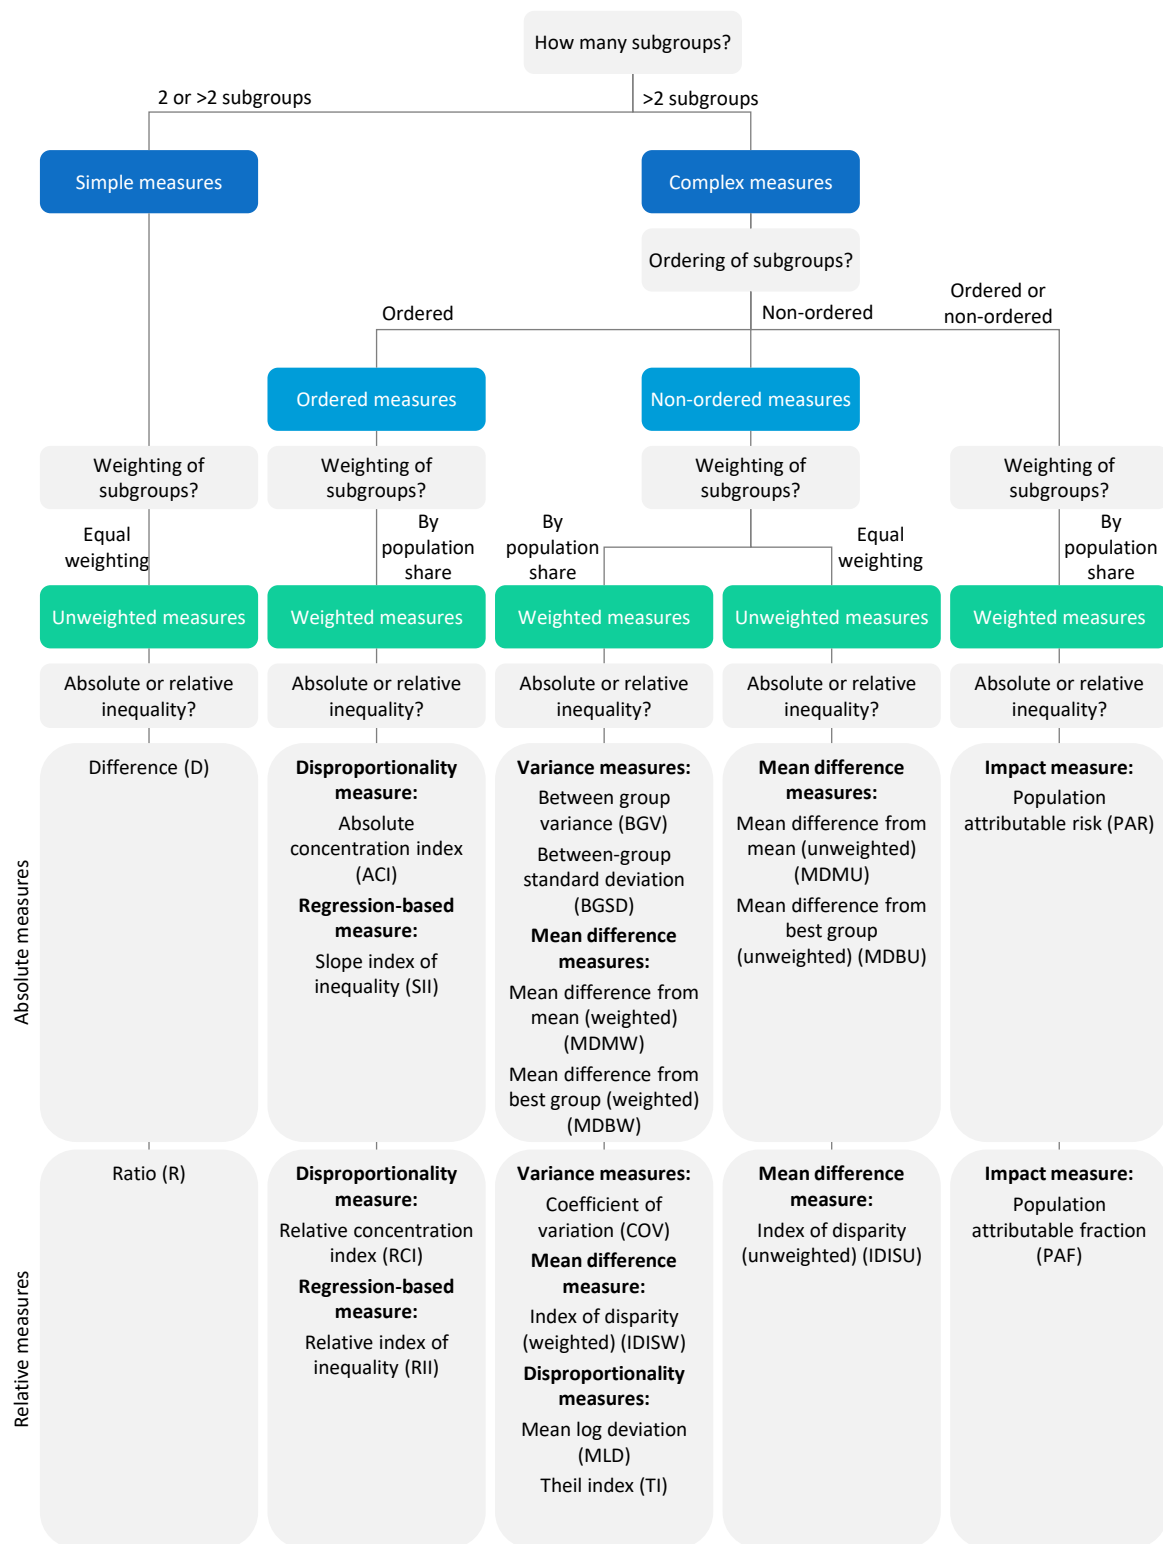 How many subgroups?
2 or >2 subgroups
>2 subgroups
Simple measures
Complex measures
Ordering of subgroups?
Ordered
Non-ordered
Ordered or
non-ordered
Ordered measures
Non-ordered measures
Weighting of
subgroups?
Weighting of
subgroups?
Weighting of
subgroups?
Weighting of
subgroups?
Equal
weighting
By
population
share
By
population
share
Equal
weighting
By
population
share
Unweighted measures
Weighted measures
Weighted measures
Unweighted measures
Weighted measures
Absolute or relative
inequality?
Absolute or relative
inequality?
Absolute or relative
inequality?
Absolute or relative
inequality?
Absolute or relative
inequality?
Absolute measures
Difference (D)
Disproportionality
measure:
Absolute
concentration index
(ACI)
Regression-based
measure:
Slope index of
inequality (SII)
Variance measures:
Between group
variance (BGV)
Between-group
standard deviation
(BGSD)
Mean difference
measures:
Mean difference from
mean (weighted)
(MDMW)
Mean difference from
best group (weighted)
(MDBW)
Mean difference
measures:
Mean difference from
mean (unweighted)
(MDMU)
Mean difference from
best group
(unweighted) (MDBU)
Impact measure:
Population
attributable risk (PAR)
Relative measures
Ratio (R)
Disproportionality
measure:
Relative concentration
index (RCI)
Regression-based
measure:
Relative index of
inequality (RII)
Variance measures:
Coefficient of
variation (COV)
Mean difference
measure:
Index of disparity
(weighted) (IDISW)
Disproportionality
measures:
Mean log deviation
(MLD)
Theil index (TI)
Mean difference
measure:
Index of disparity
(unweighted) (IDISU)
Impact measure:
Population
attributable fraction
(PAF)